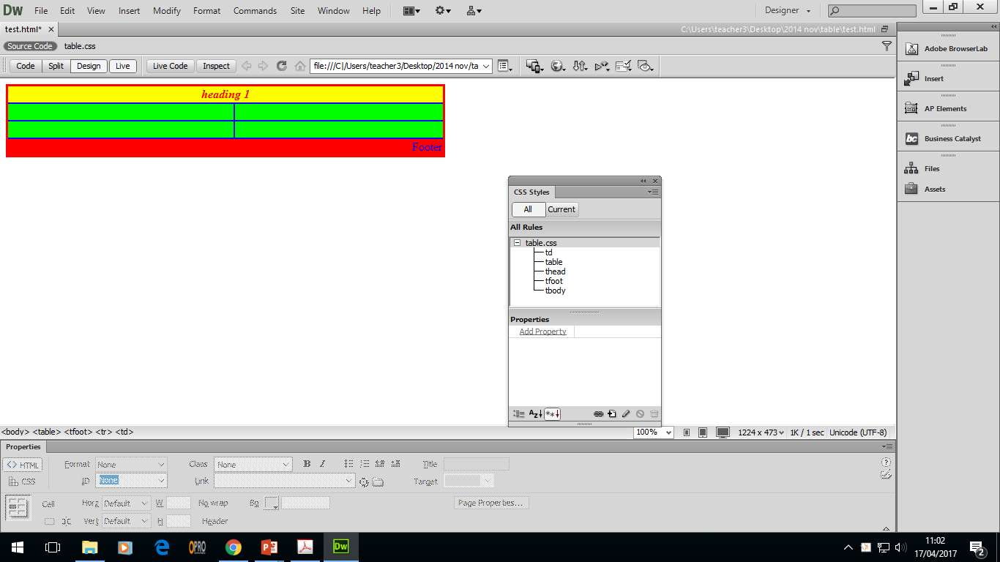 Dw File Edit View Insert Modify Format Commands Site Window Help Designer
test.html* C:\Users\teacher3\Desktop\2014 nov\table\test.html
Source Code table.css
Code Split Design Live Live Code Inspect file:///C|/Users/teacher3/Desktop/2014 nov/ta
heading 1
Footer
CSS Styles
All Current
All Rules
table.css
td
table
thead
tfoot
tbody
Properties
Add Property
Adobe BrowserLab
Insert
AP Elements
Business Catalyst
Files
Assets
<body> <table> <tfoot> <tr> <td> 100% 1224 x 473 1K / 1 sec Unicode (UTF-8)
Properties
<> HTML Format None Class None B I Title
CSS ID None Link Target
Cell Horz Default W No wrap Bg Page Properties...
Vert Default H Header
OPRO Dw
11:02
17/04/2017
2